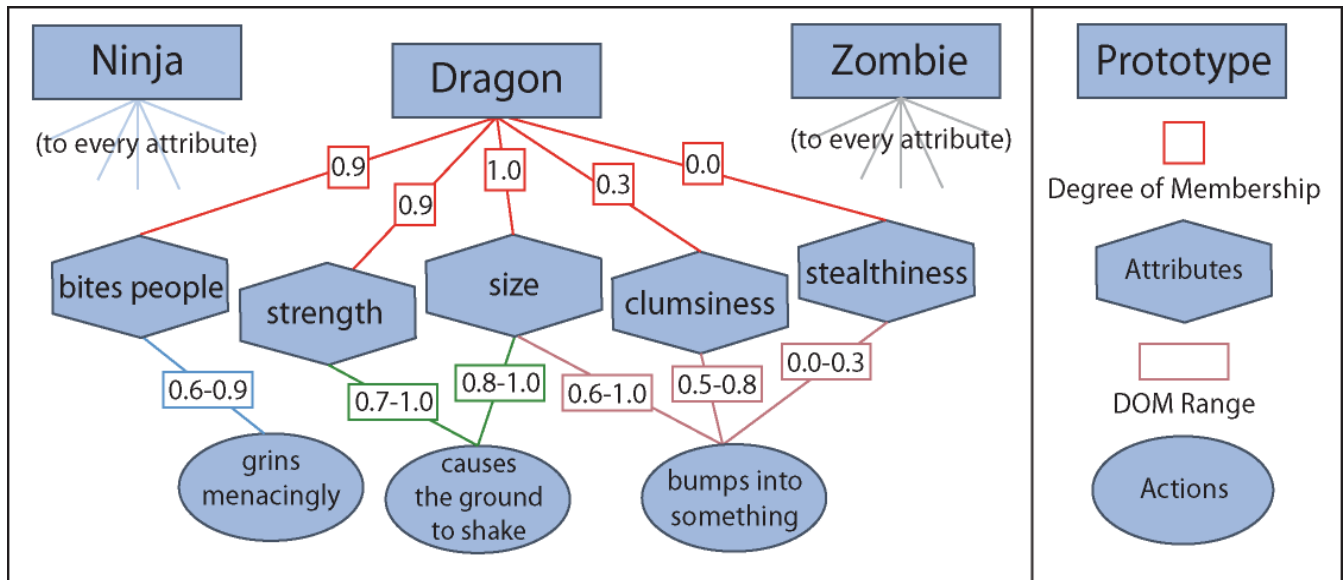 Ninja
Dragon
Zombie
(to every attribute)
(to every attribute)
0.9
0.9
1.0
0.3
0.0
bites people
strength
size
clumsiness
stealthiness
0.6-0.9
0.7-1.0
0.8-1.0
0.6-1.0
0.5-0.8
0.0-0.3
grins
menacingly
causes
the ground
to shake
bumps into
something
Prototype
Degree of Membership
Attributes
DOM Range
Actions